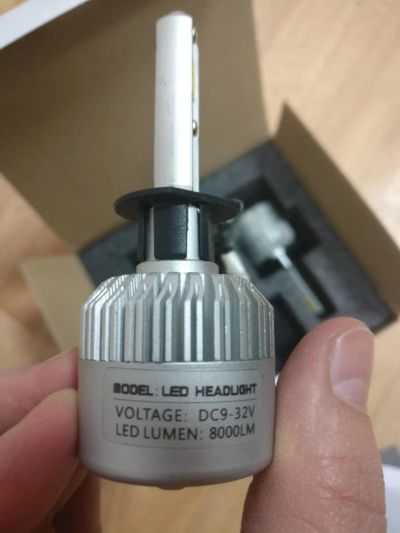 MODEL: LED HEADLIGHT
VOLTAGE: DC9-32V
LED LUMEN: 8000LM